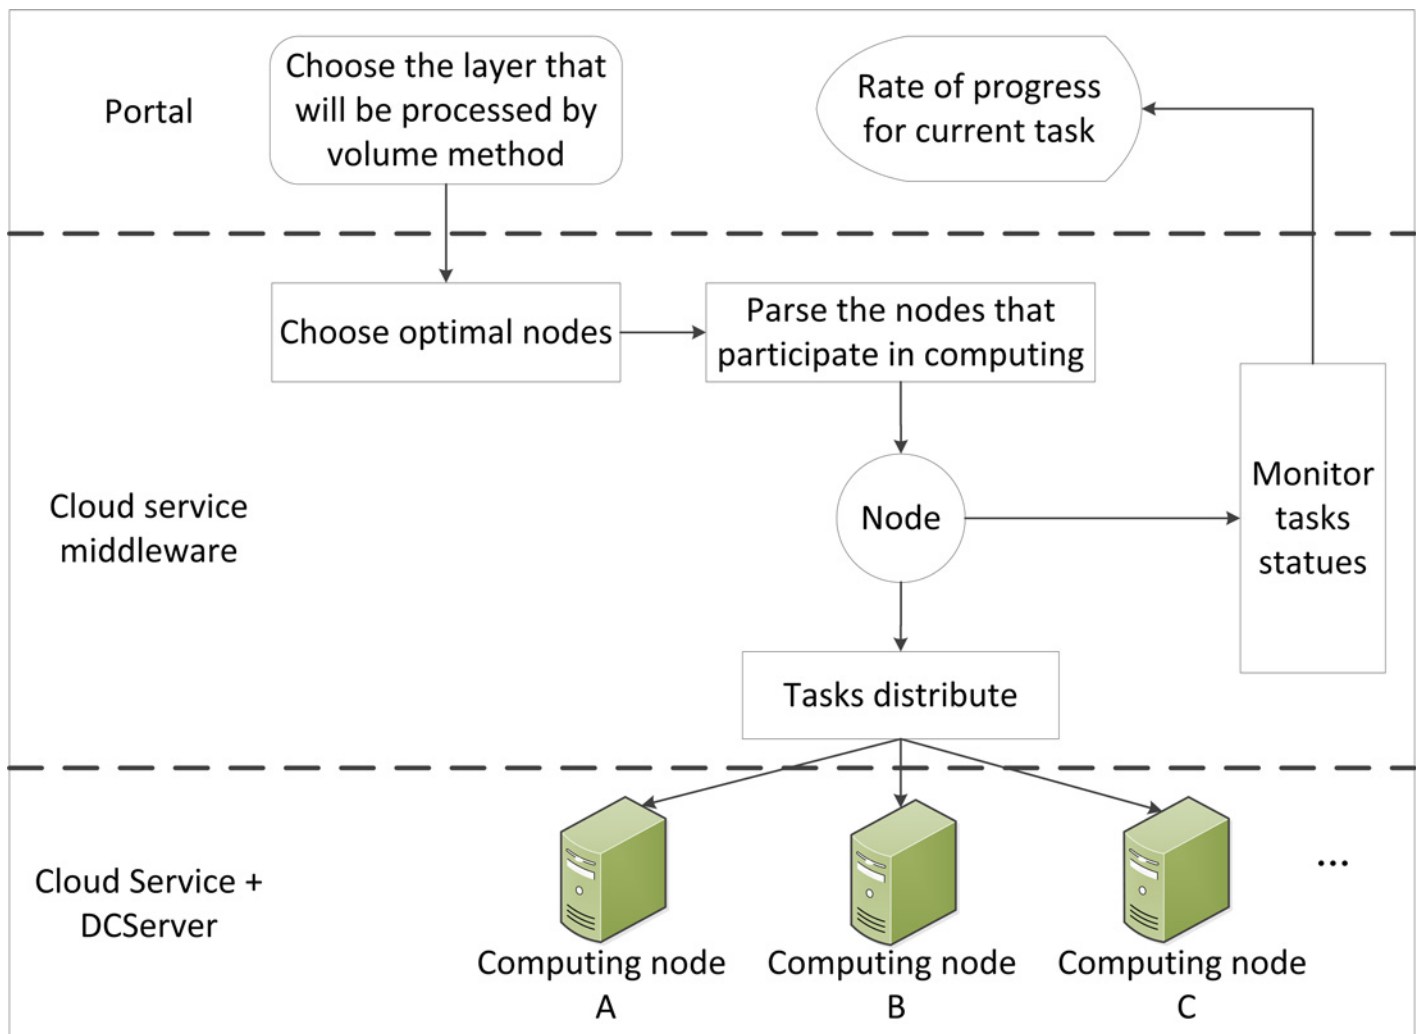 Portal
Choose the layer that
will be processed by
volume method
Rate of progress
for current task
Choose optimal nodes
Parse the nodes that
participate in computing
Cloud service
middleware
Node
Monitor
tasks
statues
Tasks distribute
Cloud Service +
DCServer
...
Computing node
A
Computing node
B
Computing node
C